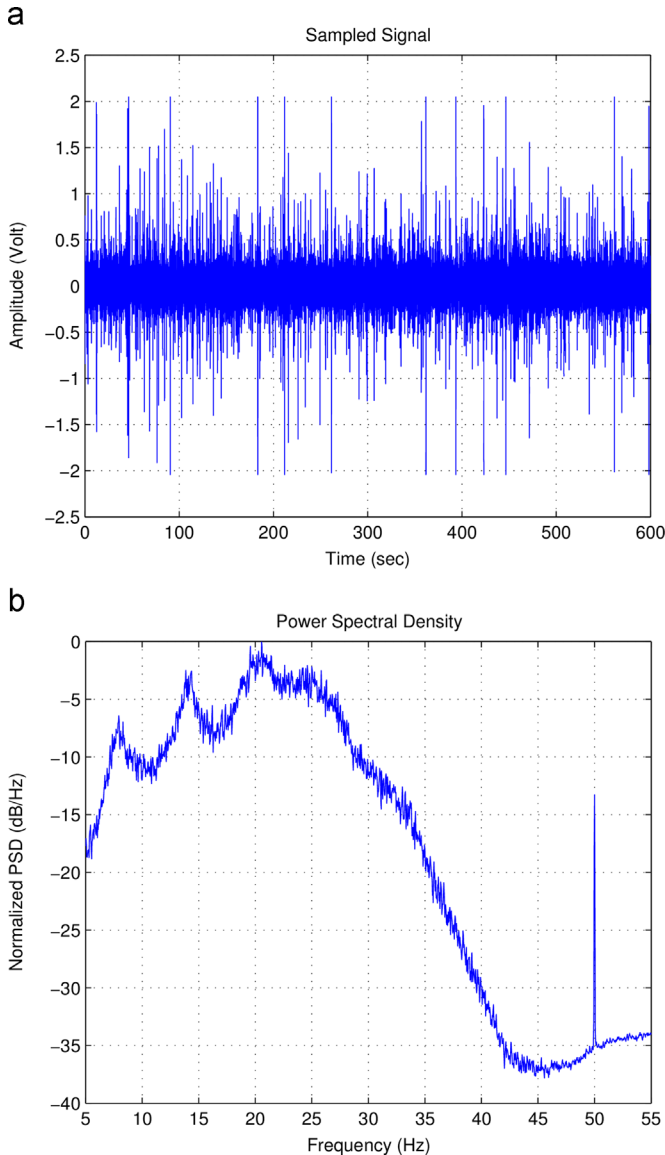 a
Sampled Signal
2.5
2
1.5
1
0.5
0
−0.5
−1
−1.5
−2
−2.5
Amplitude (Volt)
0 100 200 300 400 500 600
Time (sec)
b
Power Spectral Density
0
−5
−10
−15
−20
−25
−30
−35
−40
Normalized PSD (dB/Hz)
5 10 15 20 25 30 35 40 45 50 55
Frequency (Hz)